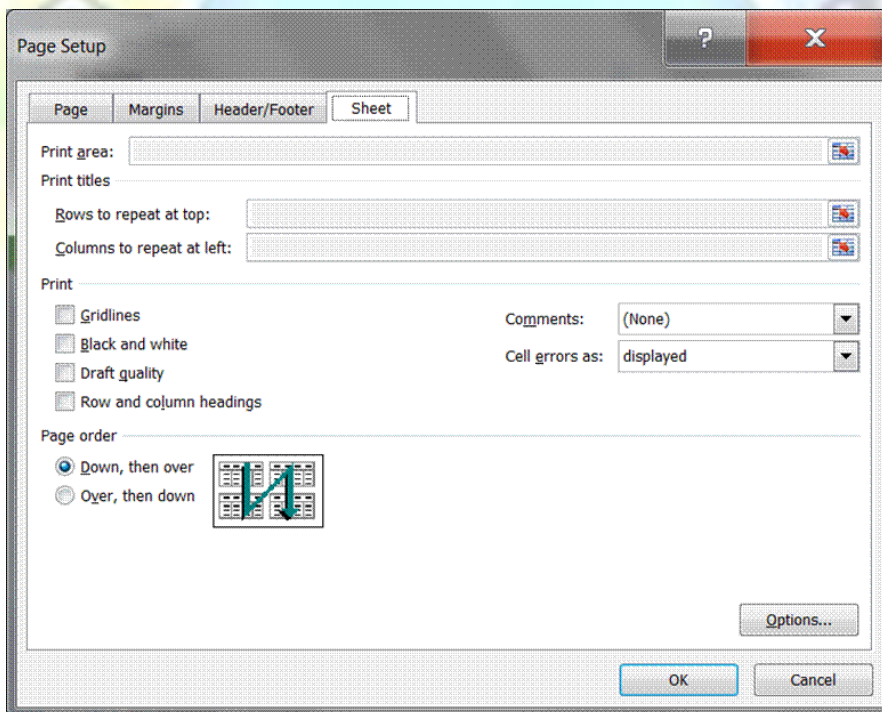 Page Setup
?
Page Margins Header/Footer Sheet
Print area:
Print titles
Rows to repeat at top:
Columns to repeat at left:
Print
Gridlines
Black and white
Draft quality
Row and column headings
Comments: (None)
Cell errors as: displayed
Page order
Down, then over
Over, then down
Options...
OK Cancel